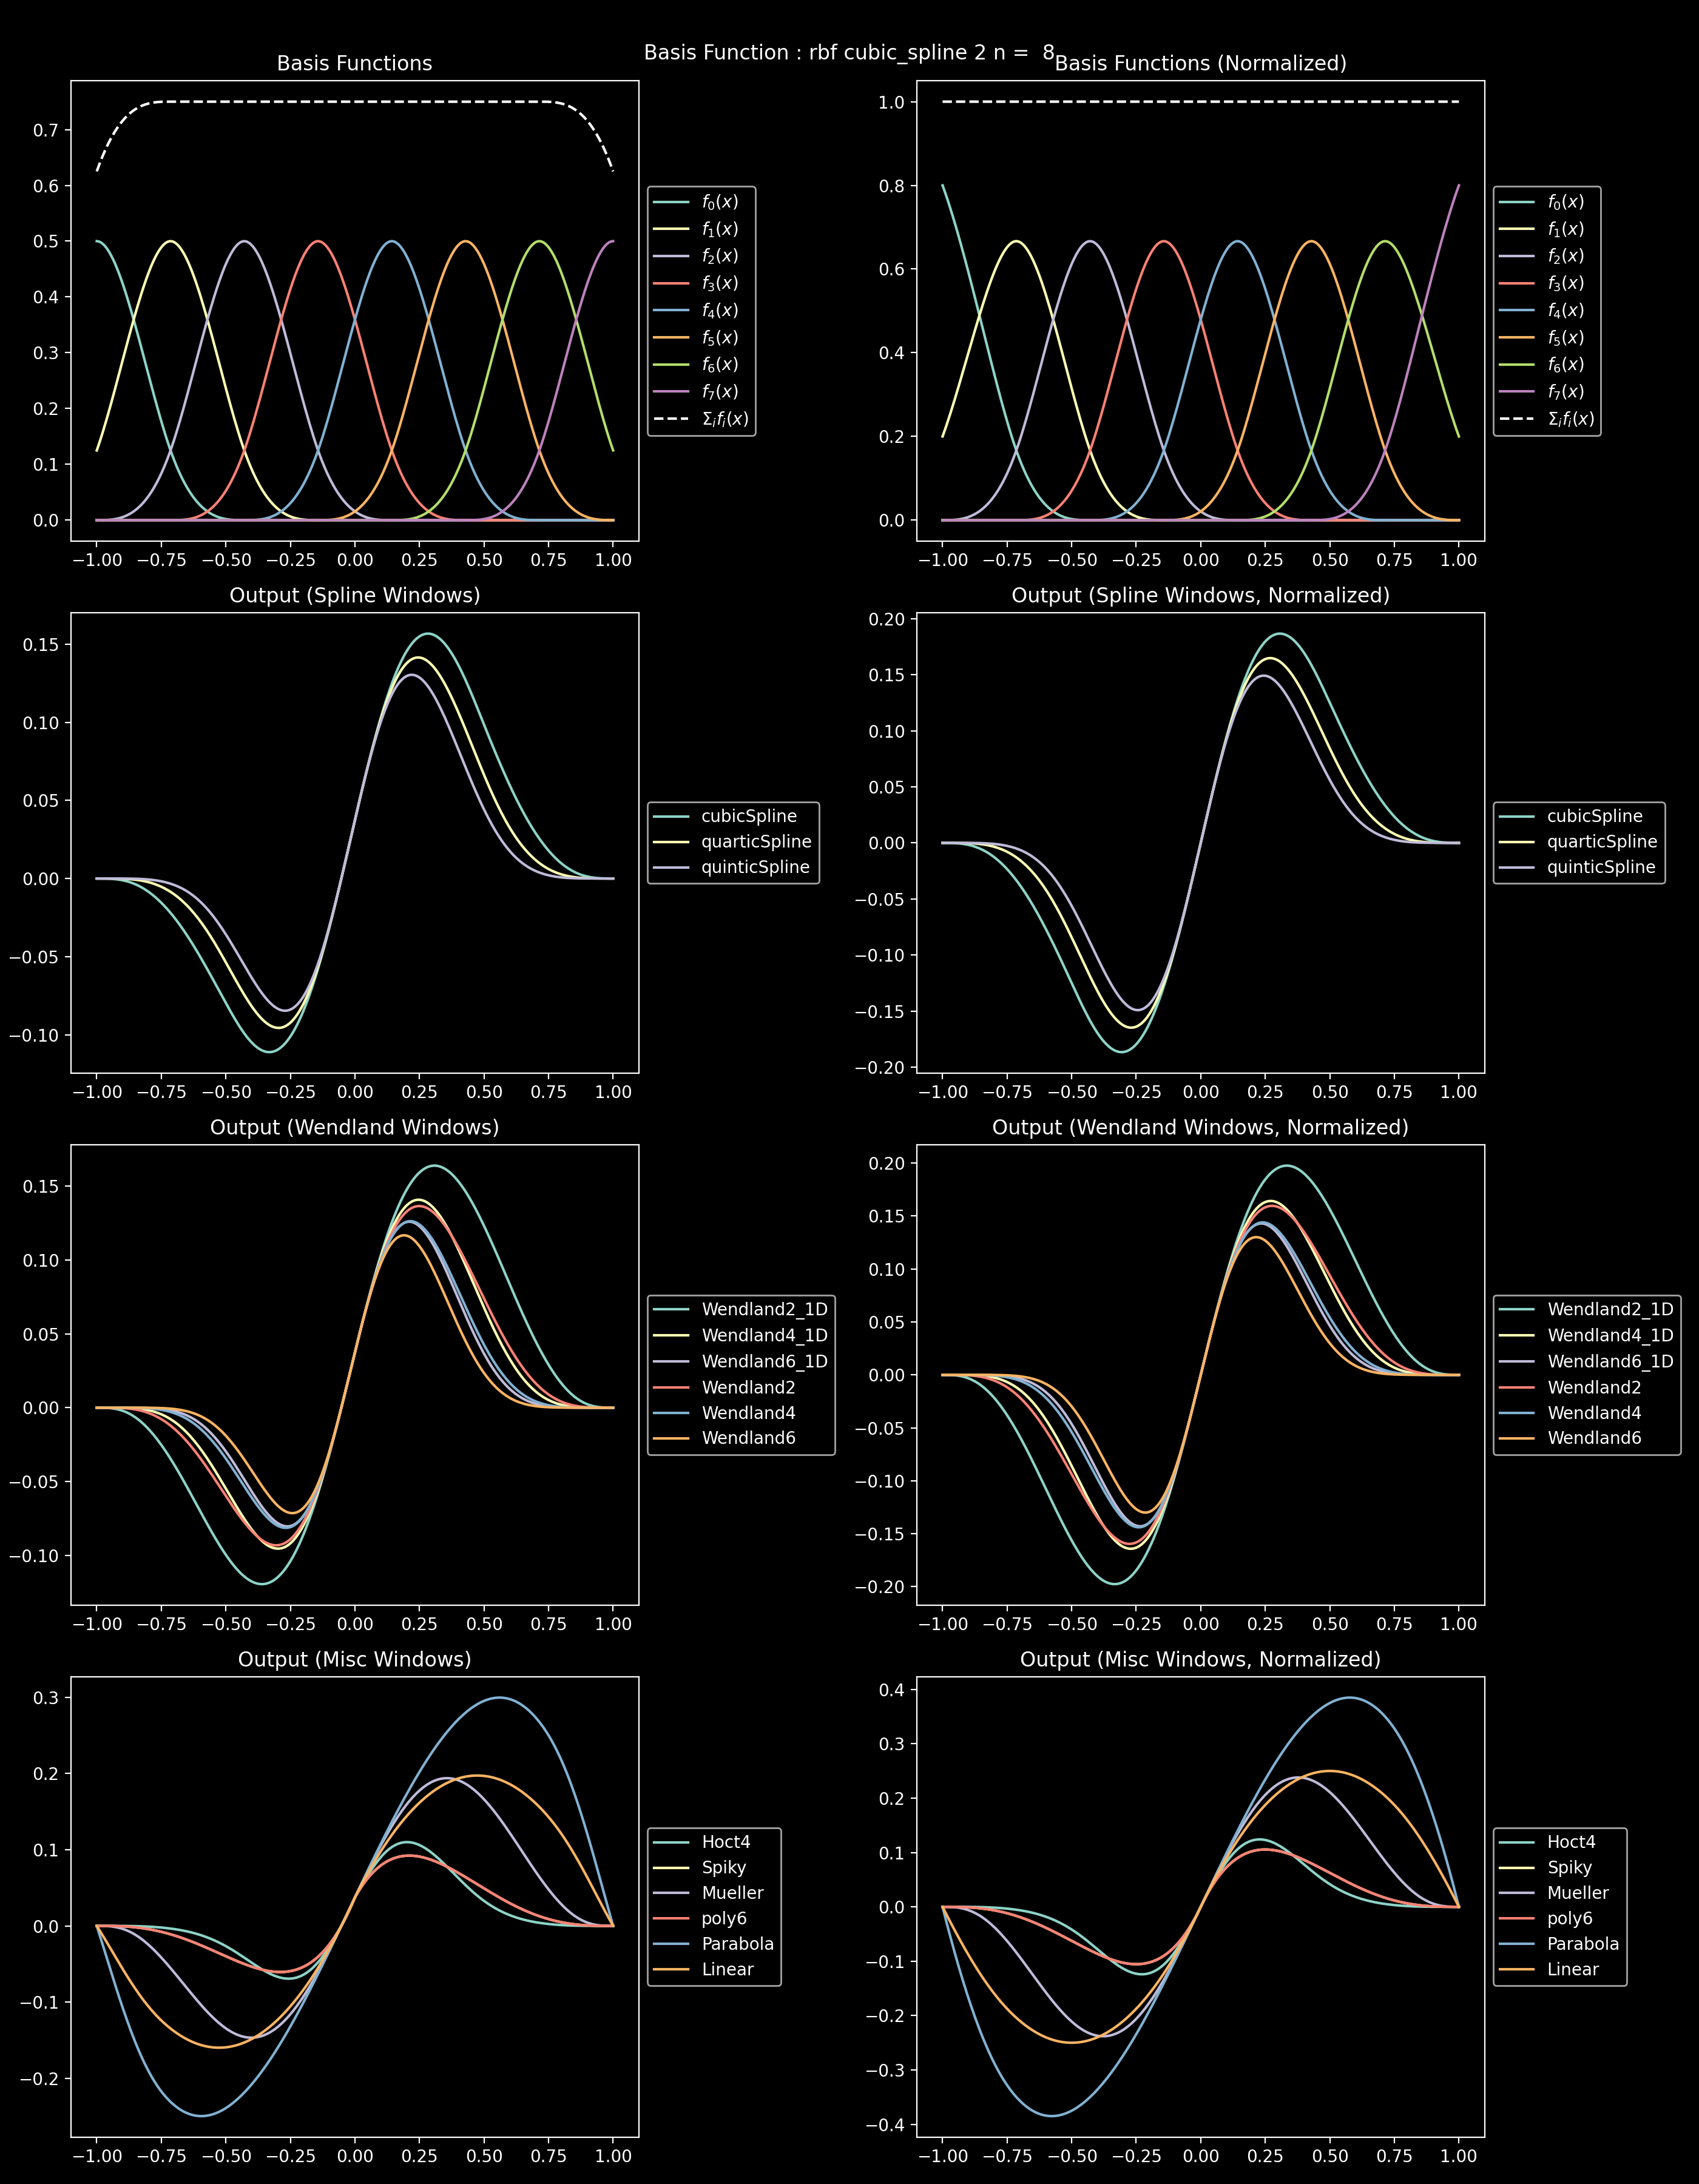 Basis Function : rbf cubic_spline 2 n =  8
Basis Functions
0.7
0.6
0.5
0.4
0.3
0.2
0.1
0.0
−1.00 −0.75 −0.50 −0.25 0.00 0.25 0.50 0.75 1.00
f₀(x)
f₁(x)
f₂(x)
f₃(x)
f₄(x)
f₅(x)
f₆(x)
f₇(x)
Σᵢfᵢ(x)
Basis Functions (Normalized)
1.0
0.8
0.6
0.4
0.2
0.0
−1.00 −0.75 −0.50 −0.25 0.00 0.25 0.50 0.75 1.00
f₀(x)
f₁(x)
f₂(x)
f₃(x)
f₄(x)
f₅(x)
f₆(x)
f₇(x)
Σᵢfᵢ(x)
Output (Spline Windows)
0.15
0.10
0.05
0.00
−0.05
−0.10
−1.00 −0.75 −0.50 −0.25 0.00 0.25 0.50 0.75 1.00
cubicSpline
quarticSpline
quinticSpline
Output (Spline Windows, Normalized)
0.20
0.15
0.10
0.05
0.00
−0.05
−0.10
−0.15
−0.20
−1.00 −0.75 −0.50 −0.25 0.00 0.25 0.50 0.75 1.00
cubicSpline
quarticSpline
quinticSpline
Output (Wendland Windows)
0.15
0.10
0.05
0.00
−0.05
−0.10
−1.00 −0.75 −0.50 −0.25 0.00 0.25 0.50 0.75 1.00
Wendland2_1D
Wendland4_1D
Wendland6_1D
Wendland2
Wendland4
Wendland6
Output (Wendland Windows, Normalized)
0.20
0.15
0.10
0.05
0.00
−0.05
−0.10
−0.15
−0.20
−1.00 −0.75 −0.50 −0.25 0.00 0.25 0.50 0.75 1.00
Wendland2_1D
Wendland4_1D
Wendland6_1D
Wendland2
Wendland4
Wendland6
Output (Misc Windows)
0.3
0.2
0.1
0.0
−0.1
−0.2
−1.00 −0.75 −0.50 −0.25 0.00 0.25 0.50 0.75 1.00
Hoct4
Spiky
Mueller
poly6
Parabola
Linear
Output (Misc Windows, Normalized)
0.4
0.3
0.2
0.1
0.0
−0.1
−0.2
−0.3
−0.4
−1.00 −0.75 −0.50 −0.25 0.00 0.25 0.50 0.75 1.00
Hoct4
Spiky
Mueller
poly6
Parabola
Linear